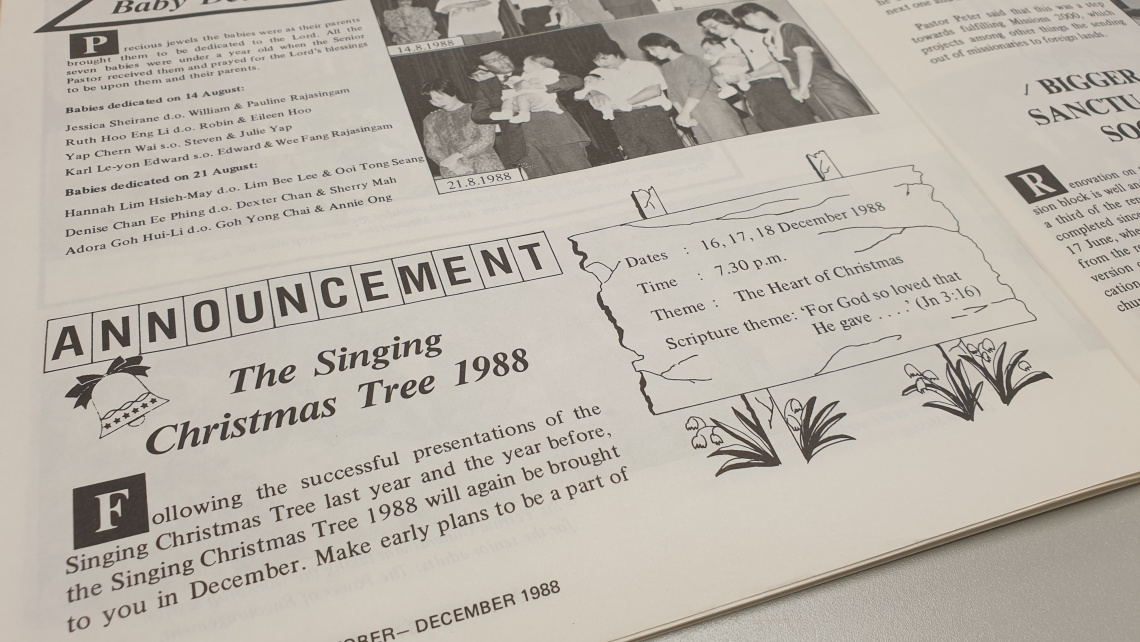 Baby
Precious jewels the babies were as their parents
brought them to be dedicated to the Lord. All the
seven babies were under a year old when the Senior
Pastor received them and prayed for the Lord's blessings
to be upon them and their parents.
Babies dedicated on 14 August:
Jessica Sheirane d.o. William & Pauline Rajasingam
Ruth Hoo Eng Li d.o. Robin & Eileen Hoo
Yap Chern Wai s.o. Steven & Julie Yap
Karl Le-yon Edward s.o. Edward & Wee Fang Rajasingam
Babies dedicated on 21 August:
Hannah Lim Hsieh-May d.o. Lim Bee Lee & Ooi Tong Seang
Denise Chan Ee Phing d.o. Dexter Chan & Sherry Mah
Adora Goh Hui-Li d.o. Goh Yong Chai & Annie Ong
14.8.1988
21.8.1988
ANNOUNCEMENT
The Singing
Christmas Tree 1988
Following the successful presentations of the
Singing Christmas Tree last year and the year before,
the Singing Christmas Tree 1988 will again be brought
to you in December. Make early plans to be a part of
Dates : 16, 17, 18 December 1988
Time : 7.30 p.m.
Theme : The Heart of Christmas
Scripture theme: 'For God so loved that
He gave . . . .' (Jn 3:16)
OBER– DECEMBER 1988
next one
Pastor Peter said that this was a step
towards fulfilling Missions 2000, which
projects among other things the sending
out of missionaries to foreign lands.
BIGGER
SANCTU
SO
Renovation on
sion block is well an
a third of the re
completed since
17 June, whe
from the re
version o
cation
chu